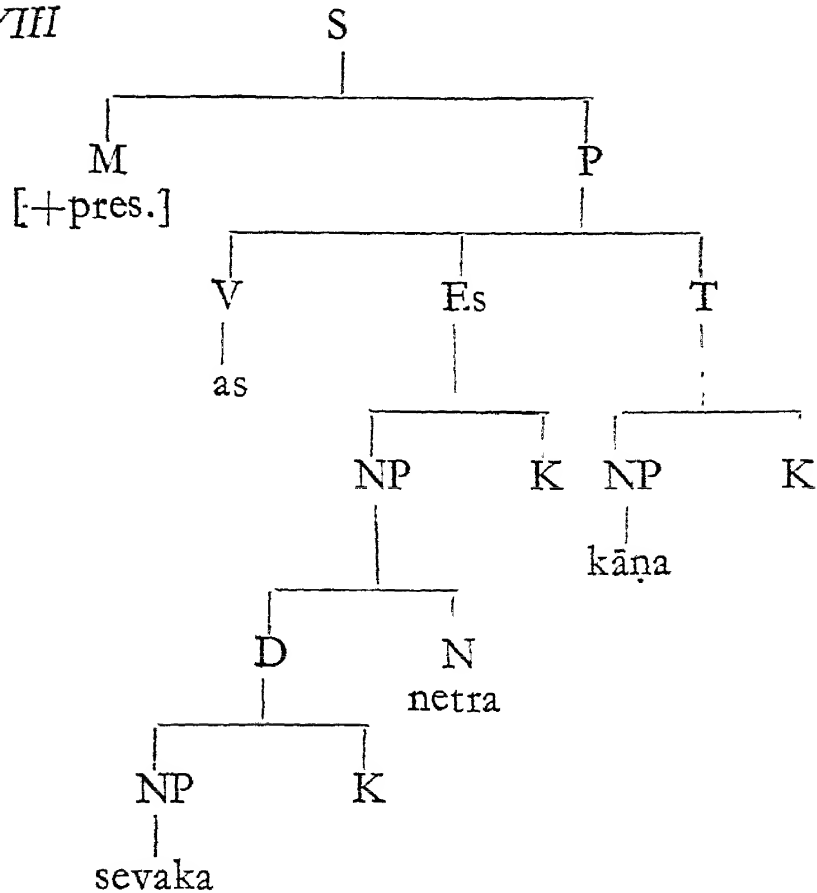 VIII S
M P
[+pres.]
V Es T
as
NP K NP K
kāṇa
D N
netra
NP K
sevaka